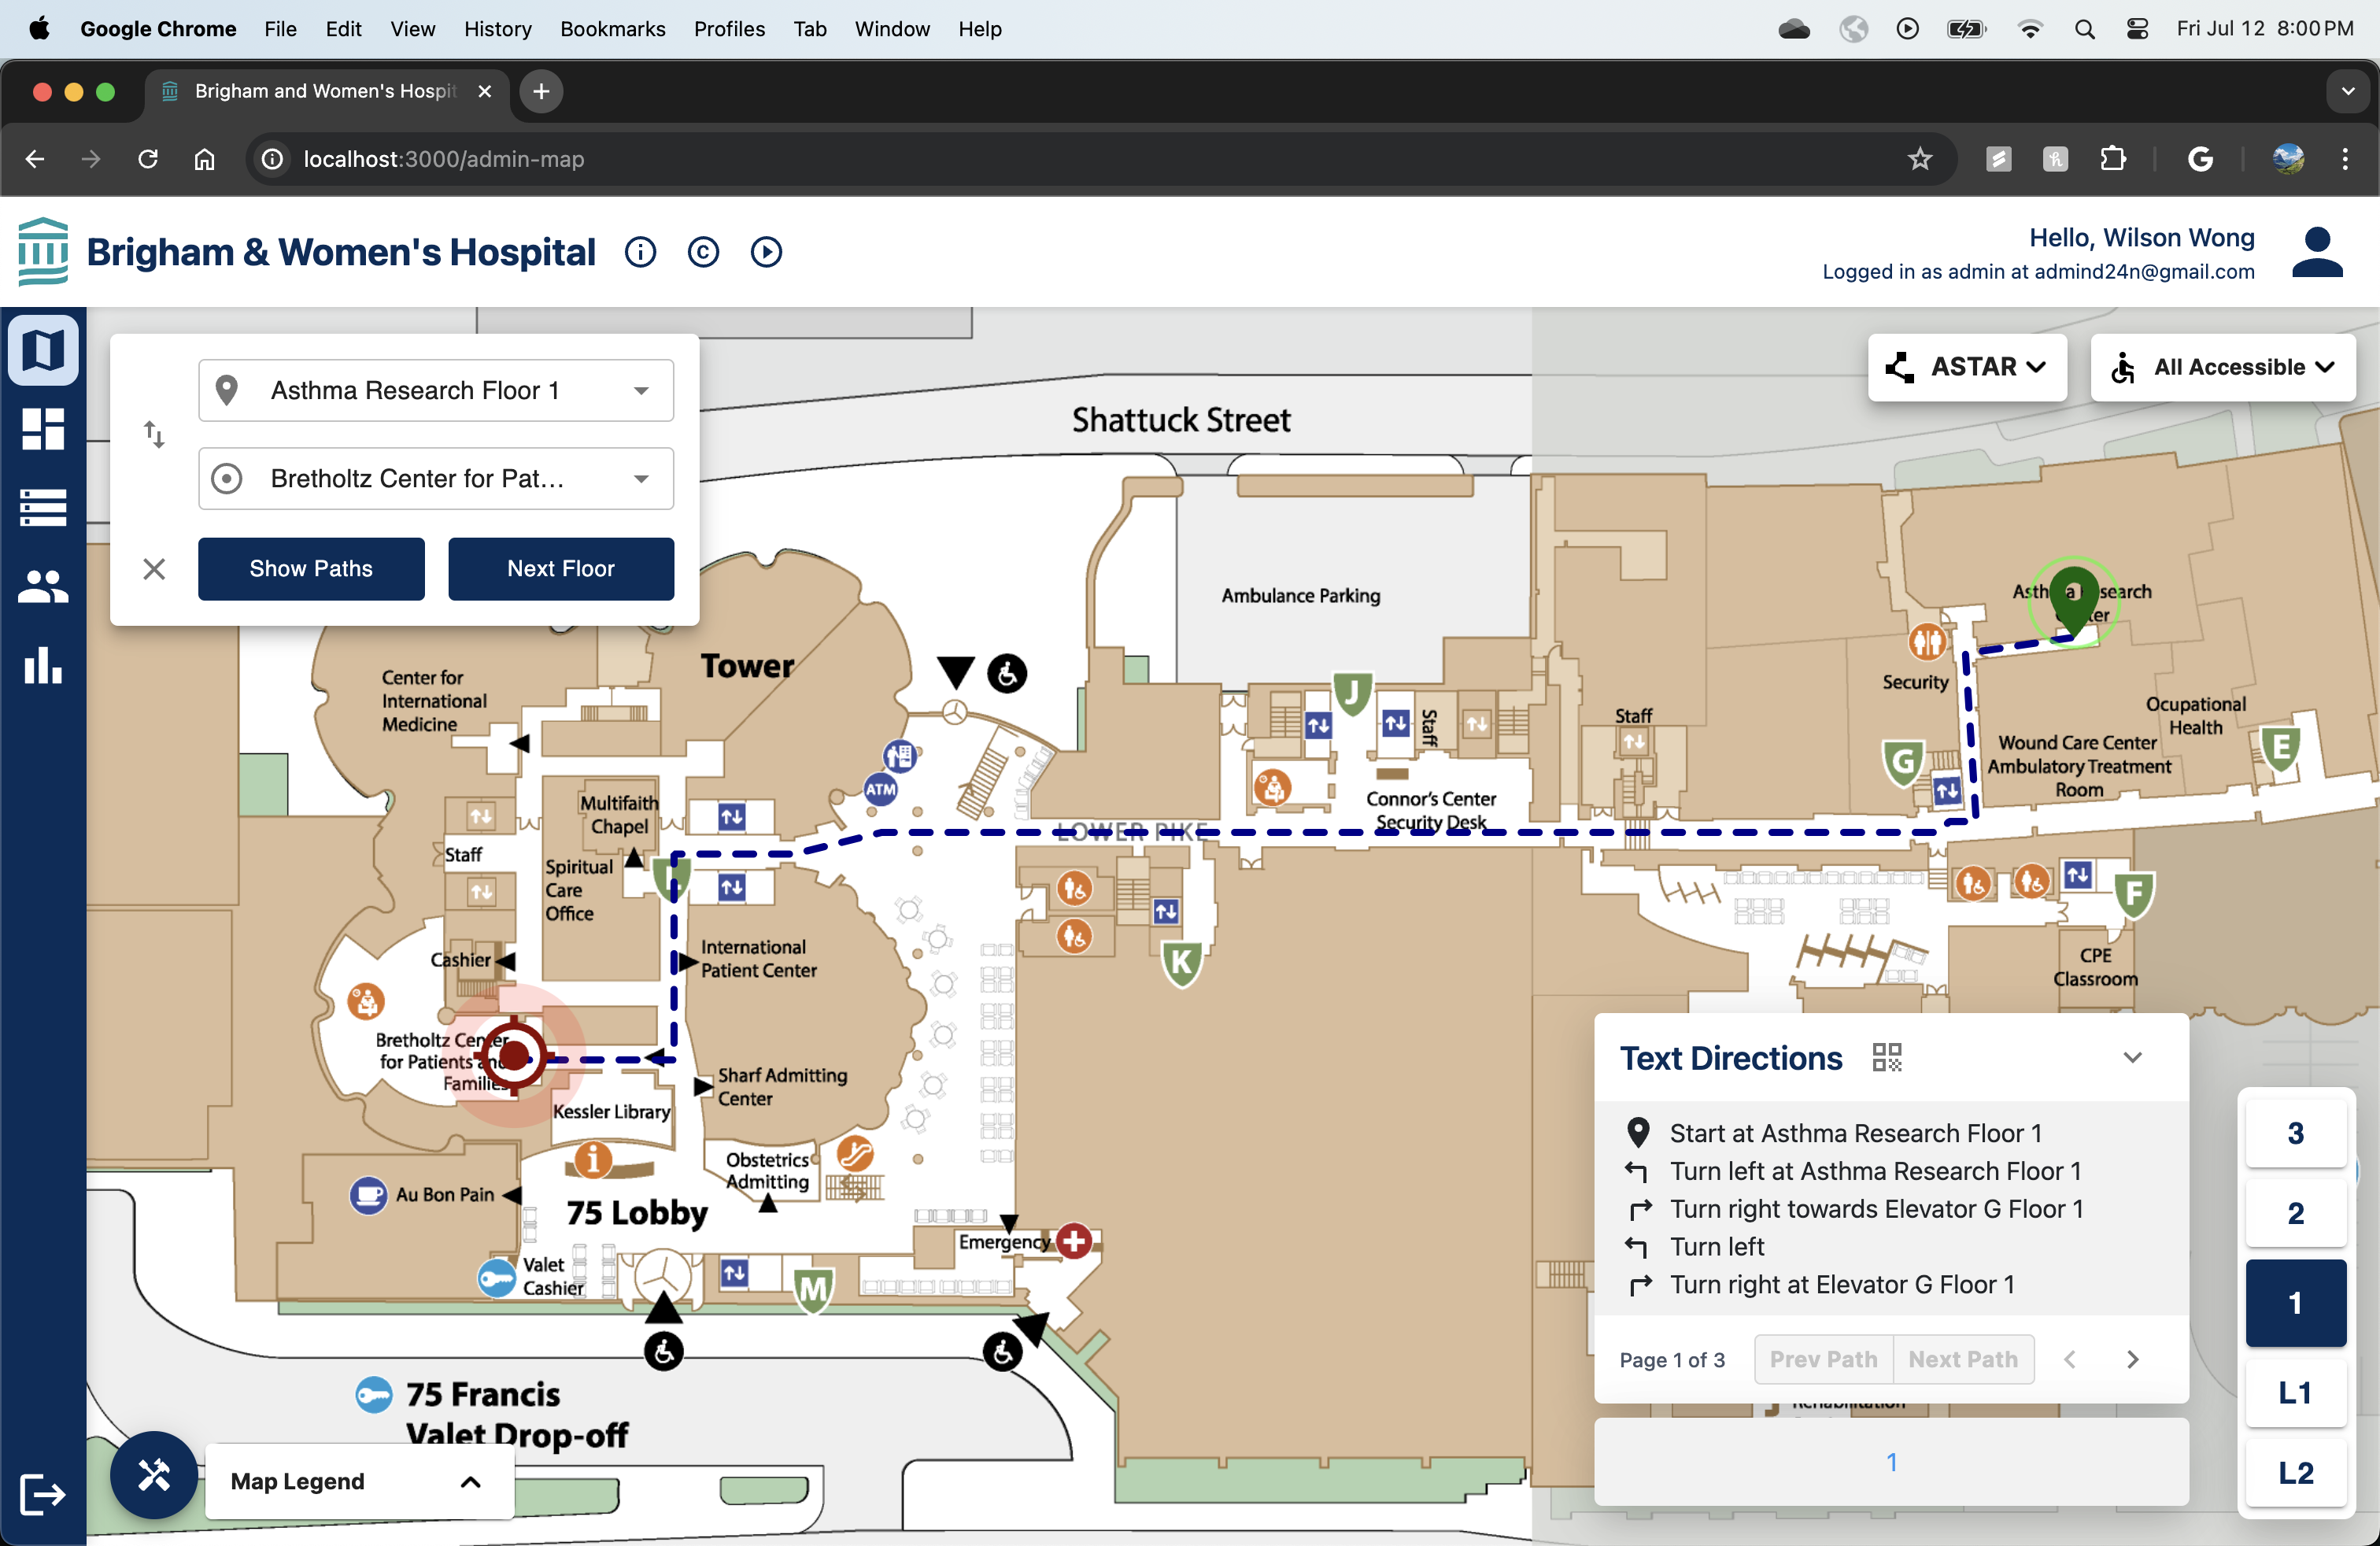 Google Chrome File Edit View History Bookmarks Profiles Tab Window Help
Fri Jul 12 8:00 PM
Brigham and Women's Hospit
localhost:3000/admin-map
Brigham & Women's Hospital
Hello, Wilson Wong
Logged in as admin at admind24n@gmail.com
Asthma Research Floor 1
Bretholtz Center for Pat...
Show Paths
Next Floor
ASTAR
All Accessible
Shattuck Street
Ambulance Parking
Tower
Center for
International
Medicine
Multifaith
Chapel
Staff
Spiritual
Care
Office
ATM
Cashier
International
Patient Center
Bretholtz Center
for Patients and
Families
Kessler Library
Sharf Admitting
Center
Obstetrics
Admitting
Au Bon Pain
75 Lobby
Valet
Cashier
Emergency
M
75 Francis
Valet Drop-off
LOWER PIKE
J
Staff
Connor's Center
Security Desk
K
Staff
Security
G
Wound Care Center
Ambulatory Treatment
Room
Occupational
Health
E
F
CPE
Classroom
Text Directions
Start at Asthma Research Floor 1
Turn left at Asthma Research Floor 1
Turn right towards Elevator G Floor 1
Turn left
Turn right at Elevator G Floor 1
Page 1 of 3
Prev Path
Next Path
1
3
2
1
L1
L2
Map Legend